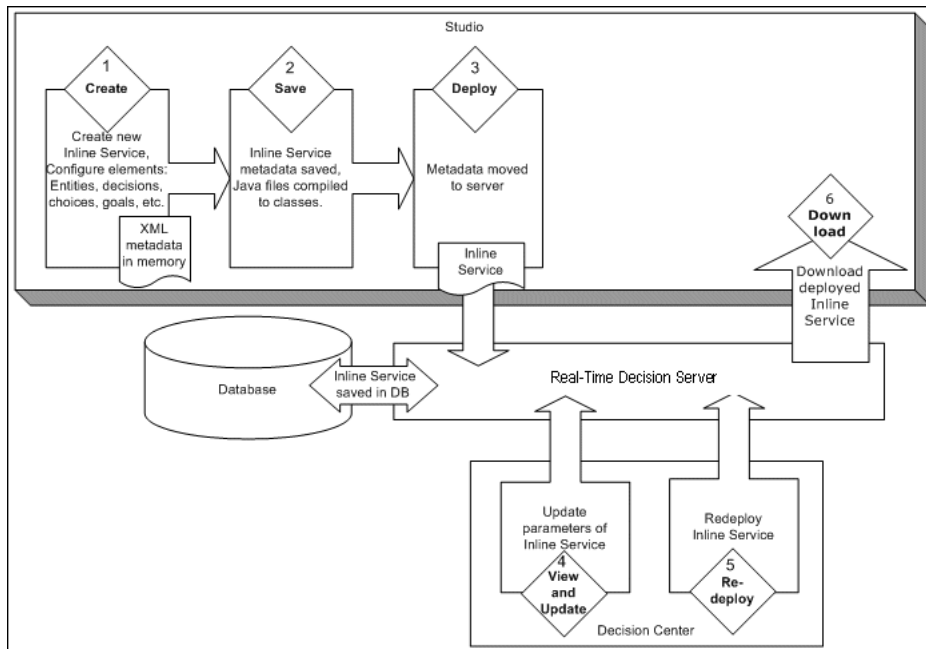 Studio
1
Create
Create new
Inline Service,
Configure elements:
Entities, decisions,
choices, goals, etc.
XML
metadata
in memory
2
Save
Inline Service
metadata saved,
Java files compiled
to classes.
3
Deploy
Metadata moved
to server
Inline
Service
6
Down
load
Download
deployed
Inline
Service
Database
Inline Service
saved in DB
Real-Time Decision Server
Update
parameters of
Inline Service
4
View
and
Update
Redeploy
Inline Service
5
Re-
deploy
Decision Center